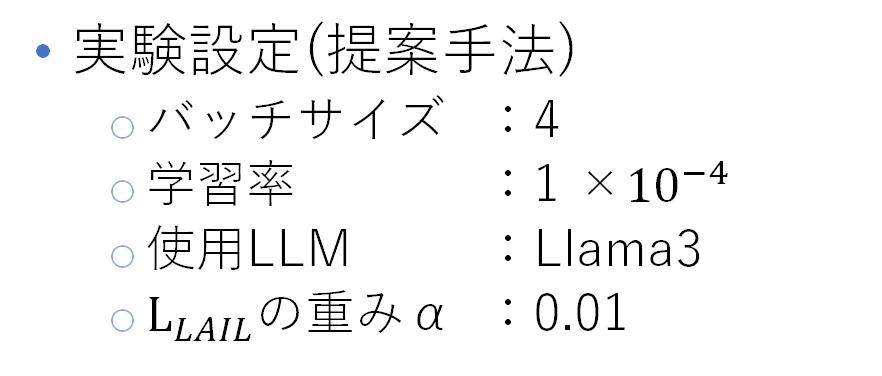 • 実験設定(提案手法)
○ バッチサイズ ：4
○ 学習率 ：1 × 10⁻⁴
○ 使用LLM ：Llama3
○ L_LAILの重みα ：0.01